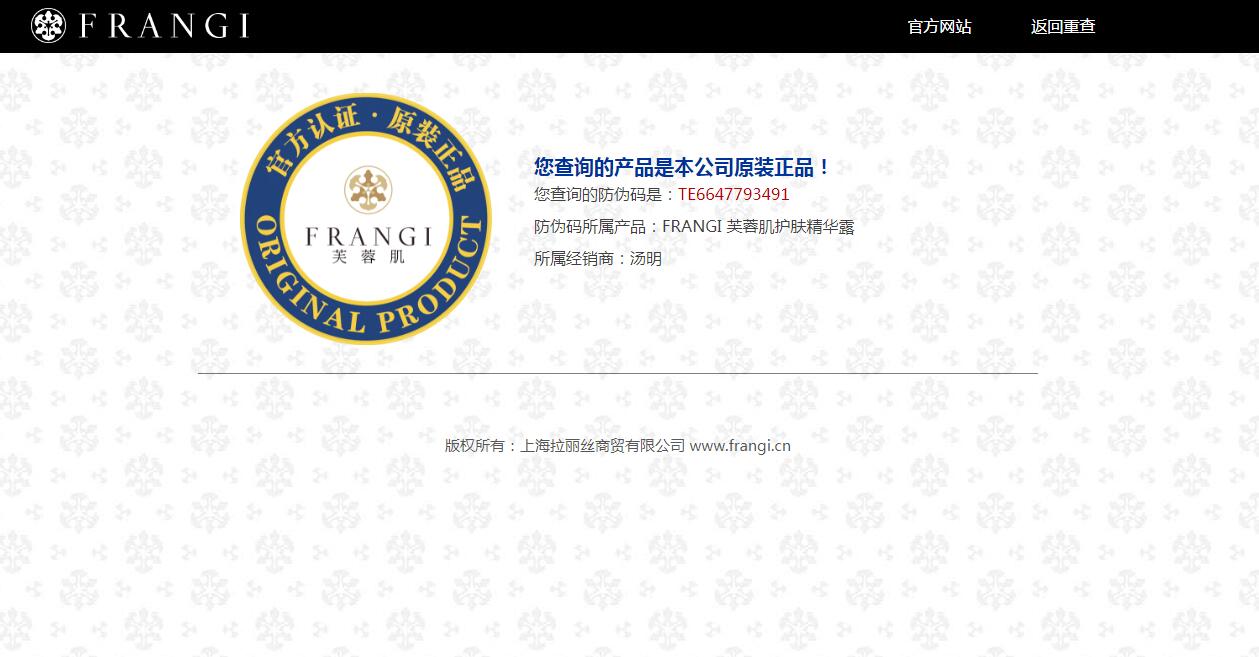 FRANGI
官方网站
返回重查
官方认证·原装正品
FRANGI
芙蓉肌
ORIGINAL PRODUCT
您查询的产品是本公司原装正品！
您查询的防伪码是：TE6647793491
防伪码所属产品：FRANGI 芙蓉肌护肤精华露
所属经销商：汤明
版权所有：上海拉丽丝商贸有限公司 www.frangi.cn